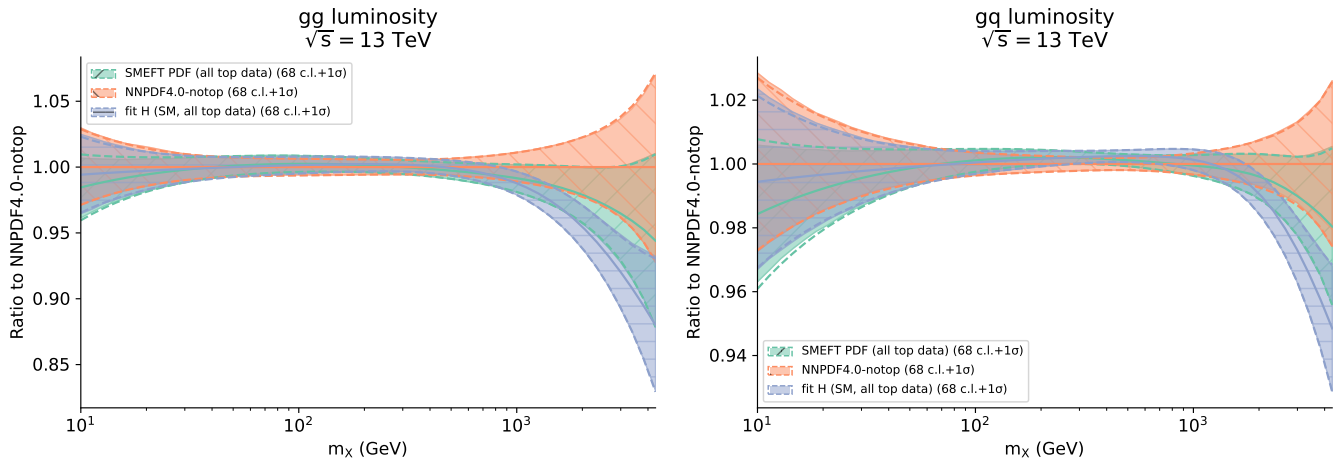 gg luminosity
√s = 13 TeV
SMEFT PDF (all top data) (68 c.l.+1σ)
NNPDF4.0-notop (68 c.l.+1σ)
fit H (SM, all top data) (68 c.l.+1σ)
Ratio to NNPDF4.0-notop
1.05
1.00
0.95
0.90
0.85
10¹
10²
10³
mX (GeV)
gq luminosity
√s = 13 TeV
Ratio to NNPDF4.0-notop
1.02
1.00
0.98
0.96
0.94
SMEFT PDF (all top data) (68 c.l.+1σ)
NNPDF4.0-notop (68 c.l.+1σ)
fit H (SM, all top data) (68 c.l.+1σ)
10¹
10²
10³
mX (GeV)